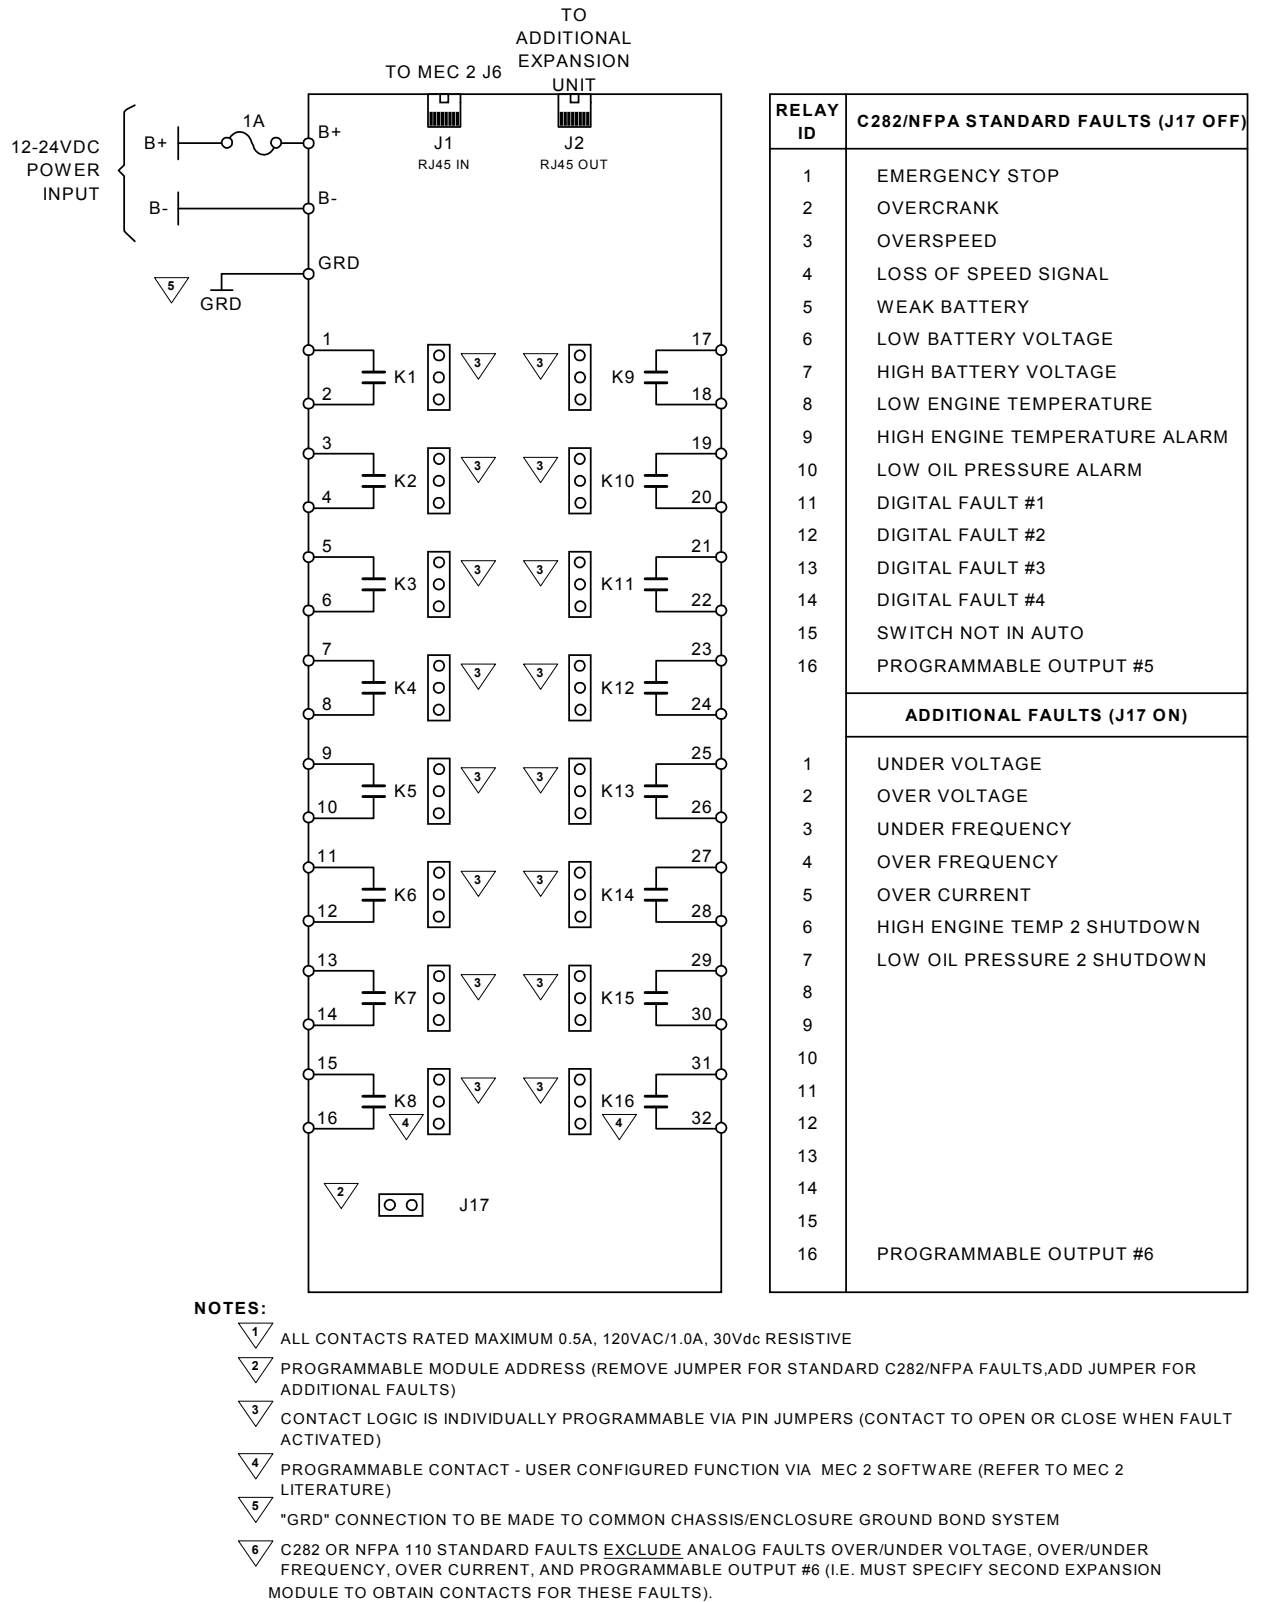 TO
ADDITIONAL
EXPANSION
UNIT
TO MEC 2 J6
J1
RJ45 IN
J2
RJ45 OUT
12-24VDC
POWER
INPUT
B+
1A
B+
B-
B-
GRD
5
GRD
1
K1
3
3
K9
17
2
18
3
K2
3
3
K10
19
4
20
5
K3
3
3
K11
21
6
22
7
K4
3
3
K12
23
8
24
9
K5
3
3
K13
25
10
26
11
K6
3
3
K14
27
12
28
13
K7
3
3
K15
29
14
30
15
K8
3
3
K16
31
16
4
4
32
2
J17
RELAY ID C282/NFPA STANDARD FAULTS (J17 OFF)
1 EMERGENCY STOP
2 OVERCRANK
3 OVERSPEED
4 LOSS OF SPEED SIGNAL
5 WEAK BATTERY
6 LOW BATTERY VOLTAGE
7 HIGH BATTERY VOLTAGE
8 LOW ENGINE TEMPERATURE
9 HIGH ENGINE TEMPERATURE ALARM
10 LOW OIL PRESSURE ALARM
11 DIGITAL FAULT #1
12 DIGITAL FAULT #2
13 DIGITAL FAULT #3
14 DIGITAL FAULT #4
15 SWITCH NOT IN AUTO
16 PROGRAMMABLE OUTPUT #5
ADDITIONAL FAULTS (J17 ON)
1 UNDER VOLTAGE
2 OVER VOLTAGE
3 UNDER FREQUENCY
4 OVER FREQUENCY
5 OVER CURRENT
6 HIGH ENGINE TEMP 2 SHUTDOWN
7 LOW OIL PRESSURE 2 SHUTDOWN
8
9
10
11
12
13
14
15
16 PROGRAMMABLE OUTPUT #6
NOTES:
1 ALL CONTACTS RATED MAXIMUM 0.5A, 120VAC/1.0A, 30Vdc RESISTIVE
2 PROGRAMMABLE MODULE ADDRESS (REMOVE JUMPER FOR STANDARD C282/NFPA FAULTS,ADD JUMPER FOR
ADDITIONAL FAULTS)
3 CONTACT LOGIC IS INDIVIDUALLY PROGRAMMABLE VIA PIN JUMPERS (CONTACT TO OPEN OR CLOSE WHEN FAULT
ACTIVATED)
4 PROGRAMMABLE CONTACT - USER CONFIGURED FUNCTION VIA MEC 2 SOFTWARE (REFER TO MEC 2
LITERATURE)
5 "GRD" CONNECTION TO BE MADE TO COMMON CHASSIS/ENCLOSURE GROUND BOND SYSTEM
6 C282 OR NFPA 110 STANDARD FAULTS EXCLUDE ANALOG FAULTS OVER/UNDER VOLTAGE, OVER/UNDER
FREQUENCY, OVER CURRENT, AND PROGRAMMABLE OUTPUT #6 (I.E. MUST SPECIFY SECOND EXPANSION
MODULE TO OBTAIN CONTACTS FOR THESE FAULTS).